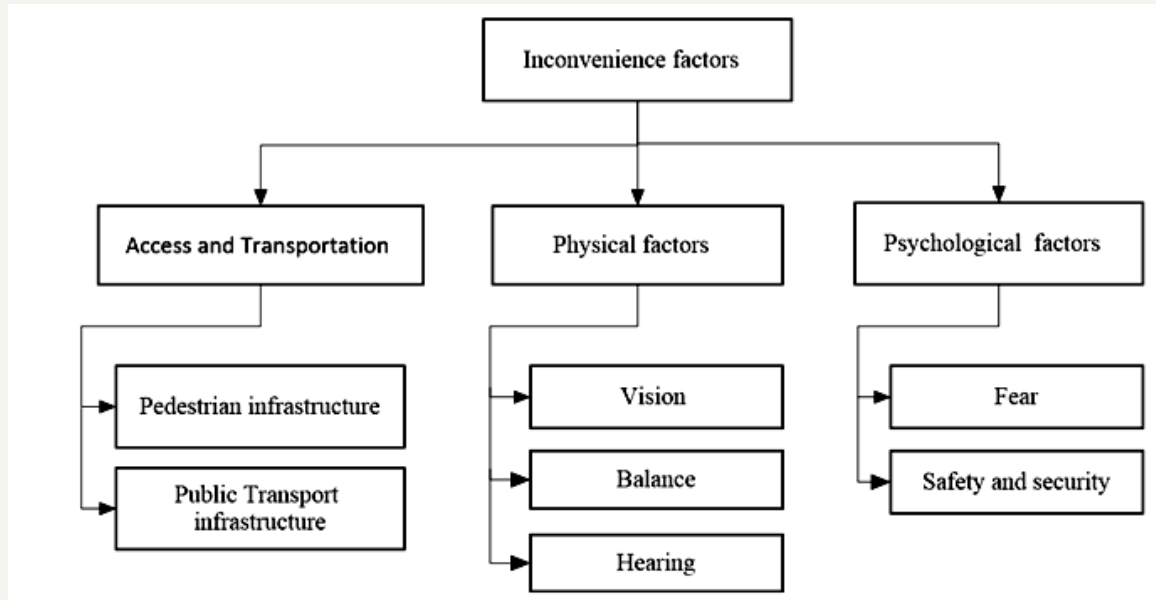 Inconvenience factors
Access and Transportation
Physical factors
Psychological factors
Pedestrian infrastructure
Public Transport
infrastructure
Vision
Balance
Hearing
Fear
Safety and security